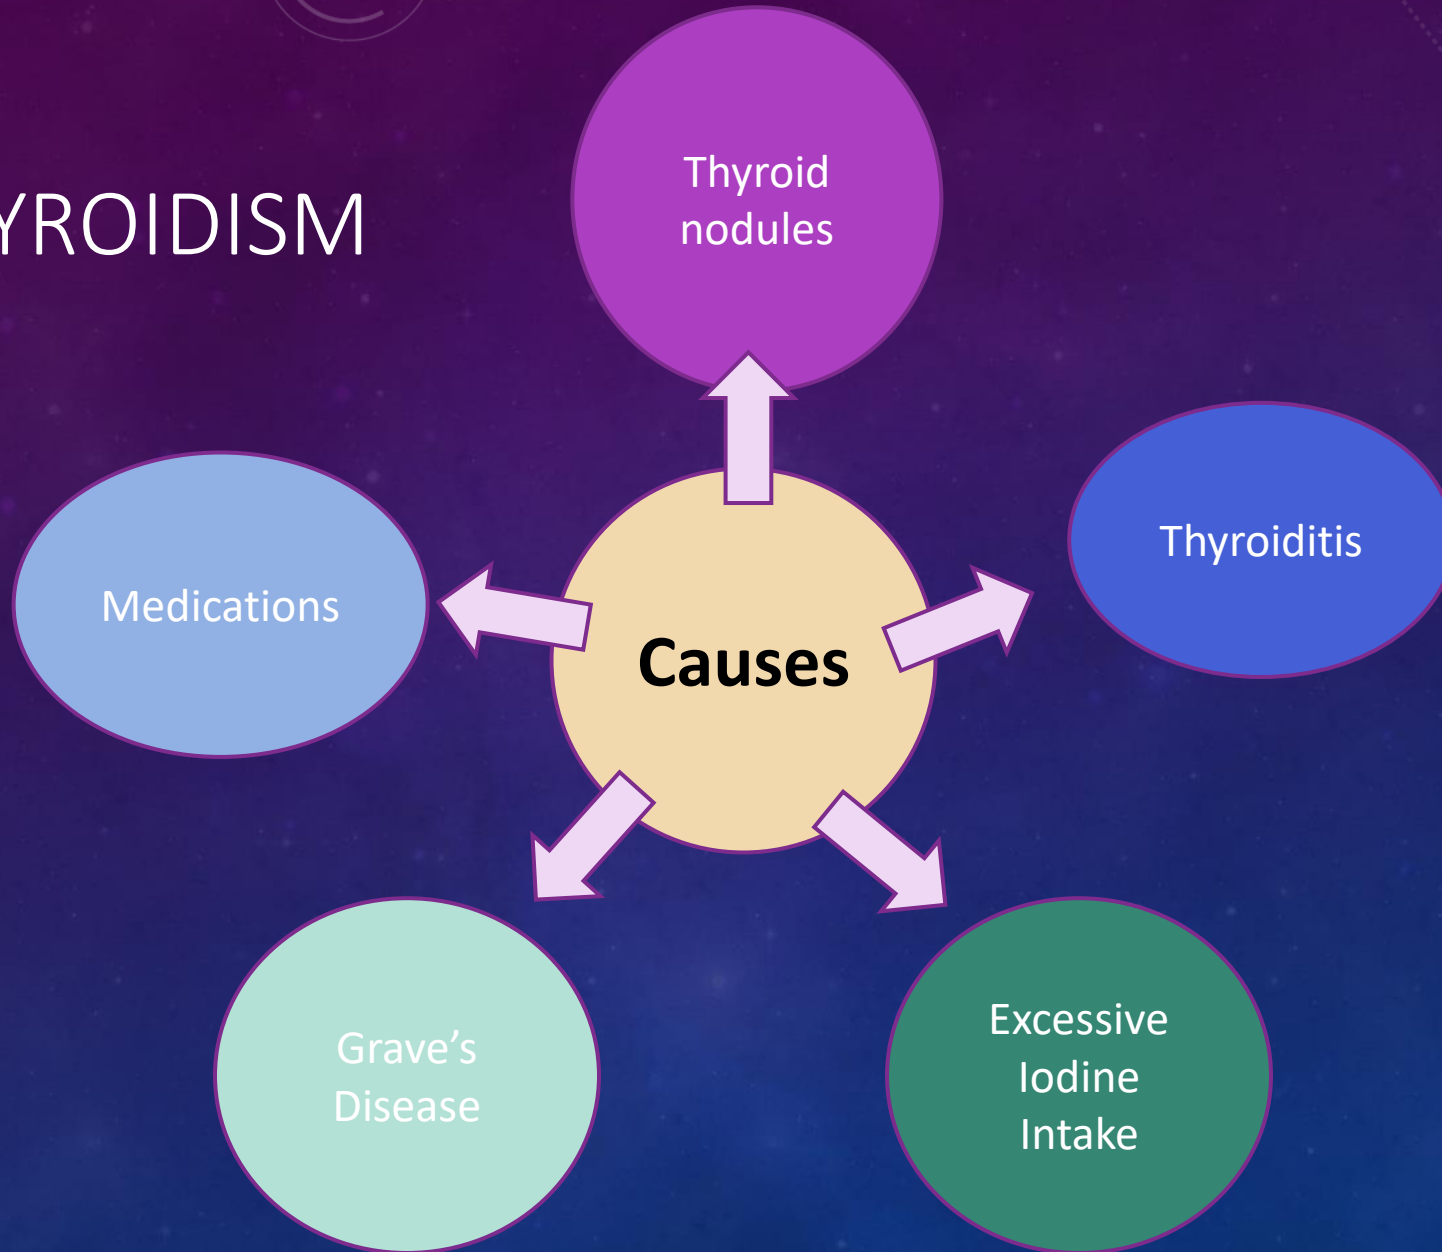 YROIDISM
Thyroid
nodules
Thyroiditis
Medications
Causes
Grave’s
Disease
Excessive
Iodine
Intake